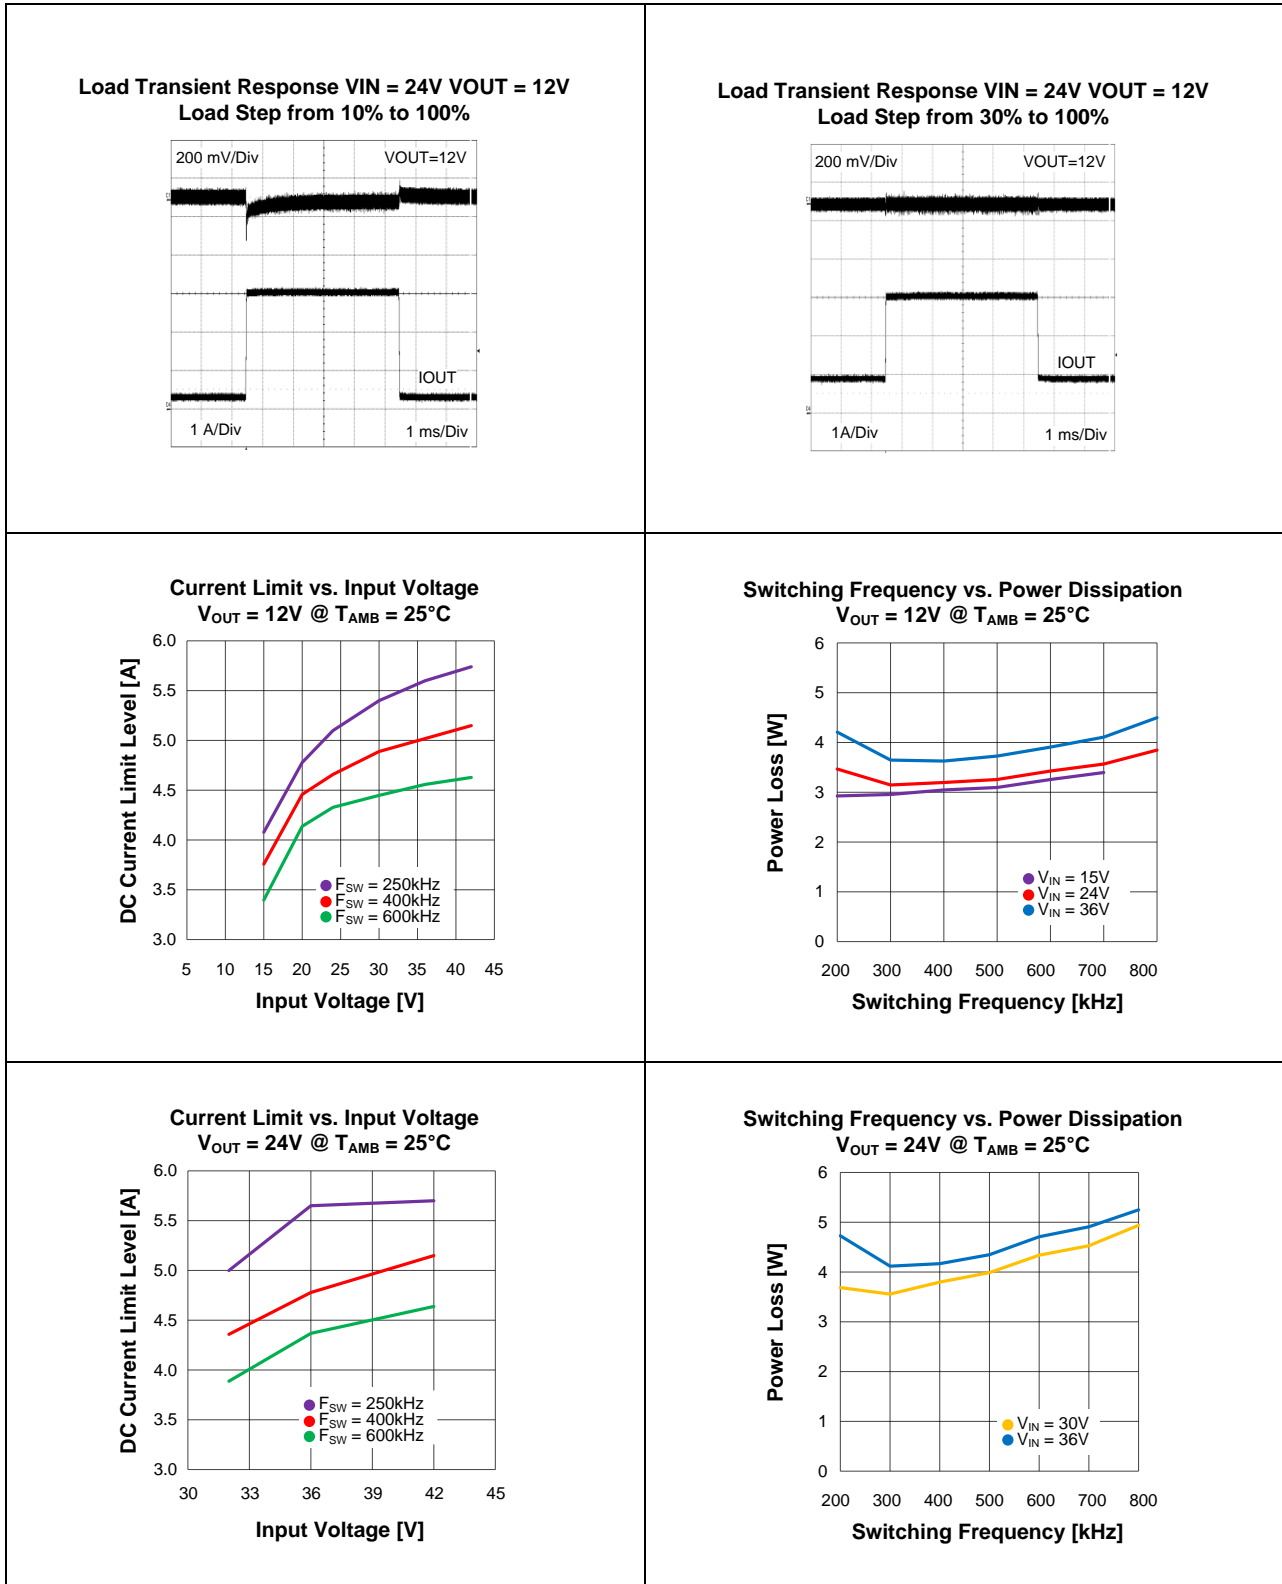 Load Transient Response VIN = 24V VOUT = 12V
Load Step from 10% to 100%
200 mV/Div
VOUT=12V
IOUT
1 A/Div
1 ms/Div
Load Transient Response VIN = 24V VOUT = 12V
Load Step from 30% to 100%
200 mV/Div
VOUT=12V
IOUT
1A/Div
1 ms/Div
Current Limit vs. Input Voltage
VOUT = 12V @ TAMB = 25°C
DC Current Limit Level [A]
6.0
5.5
5.0
4.5
4.0
3.5
3.0
FSW = 250kHz
FSW = 400kHz
FSW = 600kHz
5 10 15 20 25 30 35 40 45
Input Voltage [V]
Switching Frequency vs. Power Dissipation
VOUT = 12V @ TAMB = 25°C
Power Loss [W]
6
5
4
3
2
1
0
VIN = 15V
VIN = 24V
VIN = 36V
200 300 400 500 600 700 800
Switching Frequency [kHz]
Current Limit vs. Input Voltage
VOUT = 24V @ TAMB = 25°C
DC Current Limit Level [A]
6.0
5.5
5.0
4.5
4.0
3.5
3.0
FSW = 250kHz
FSW = 400kHz
FSW = 600kHz
30 33 36 39 42 45
Input Voltage [V]
Switching Frequency vs. Power Dissipation
VOUT = 24V @ TAMB = 25°C
Power Loss [W]
6
5
4
3
2
1
0
VIN = 30V
VIN = 36V
200 300 400 500 600 700 800
Switching Frequency [kHz]